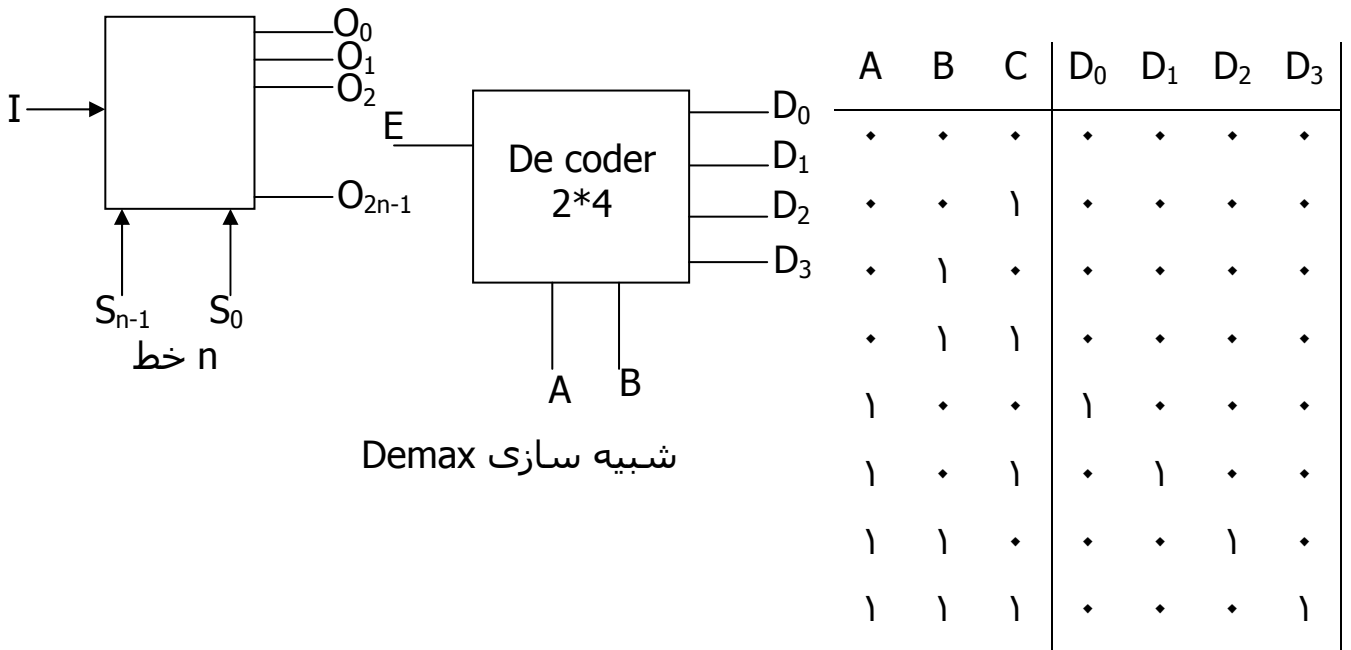 I
O₀
O₁
O₂
O₂ₙ₋₁
Sₙ₋₁ S₀
n خط
E
De coder
2*4
D₀
D₁
D₂
D₃
A B
شبیه سازی Demax
A B C D₀ D₁ D₂ D₃
۰ ۰ ۰ ۰ ۰ ۰ ۰
۰ ۰ ۱ ۰ ۰ ۰ ۰
۰ ۱ ۰ ۰ ۰ ۰ ۰
۰ ۱ ۱ ۰ ۰ ۰ ۰
۱ ۰ ۰ ۱ ۰ ۰ ۰
۱ ۰ ۱ ۰ ۱ ۰ ۰
۱ ۱ ۰ ۰ ۰ ۱ ۰
۱ ۱ ۱ ۰ ۰ ۰ ۱